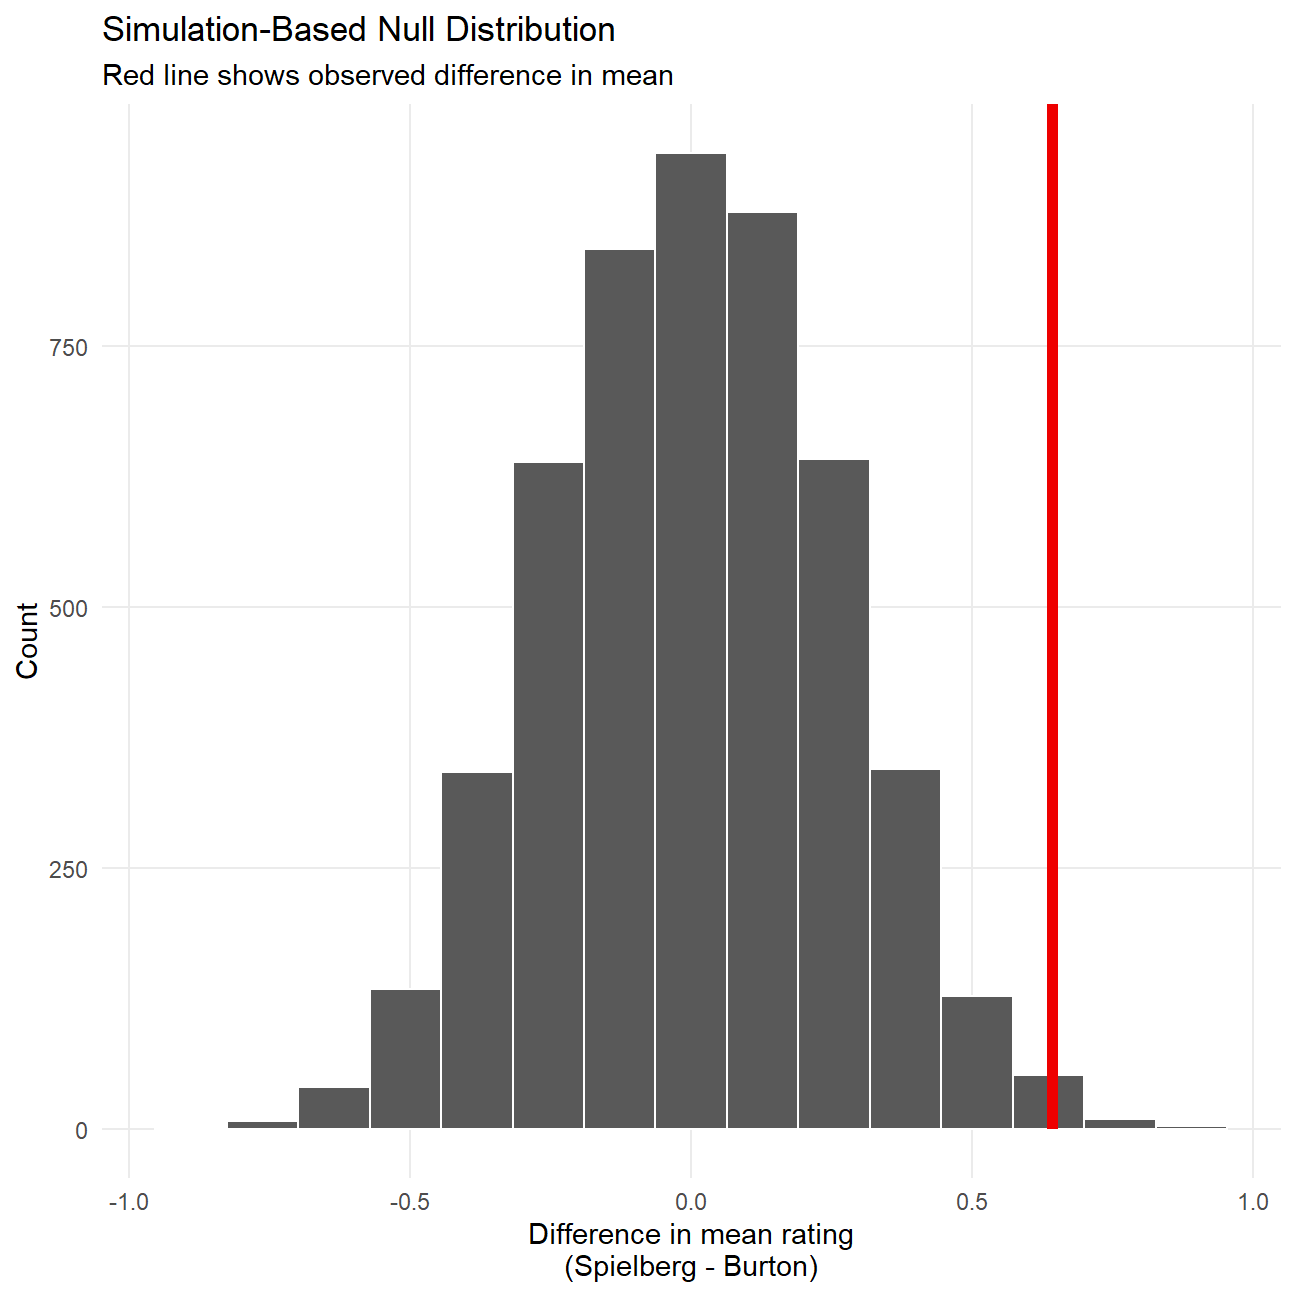 Simulation-Based Null Distribution
Red line shows observed difference in mean
Count
750
500
250
0
-1.0
-0.5
0.0
0.5
1.0
Difference in mean rating
(Spielberg - Burton)